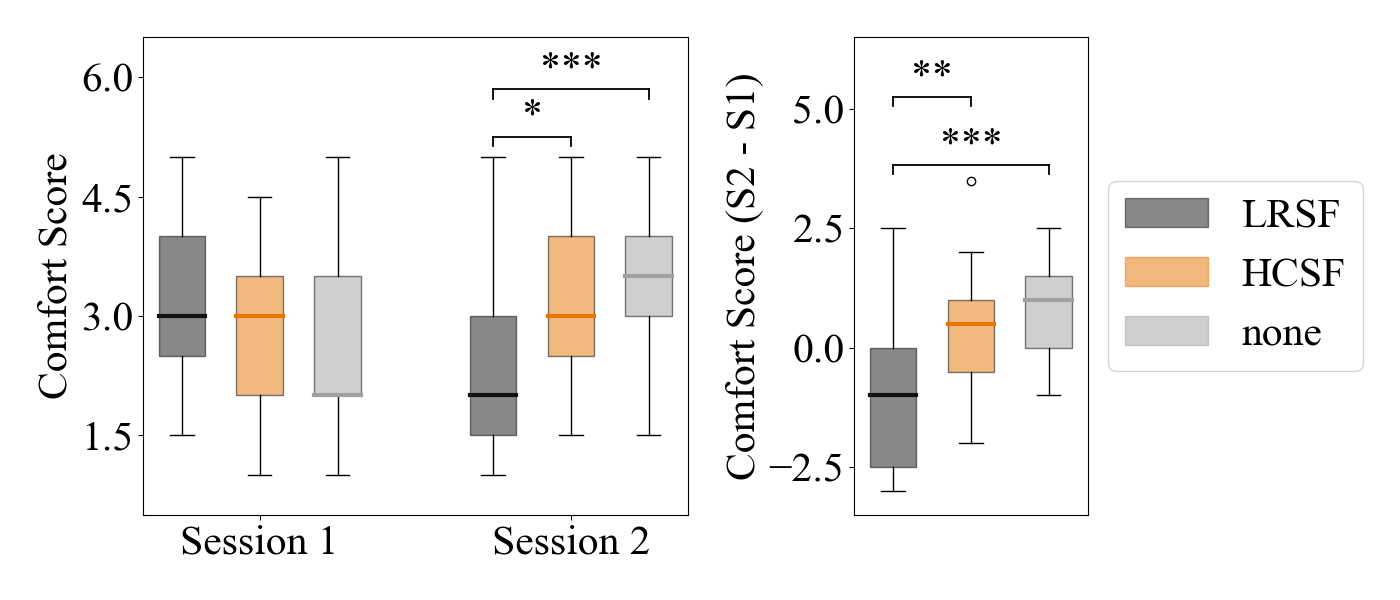 Comfort Score
6.0
4.5
3.0
1.5
***
*
Session 1
Session 2
Comfort Score (S2 - S1)
5.0
2.5
0.0
−2.5
**
***
LRSF
HCSF
none